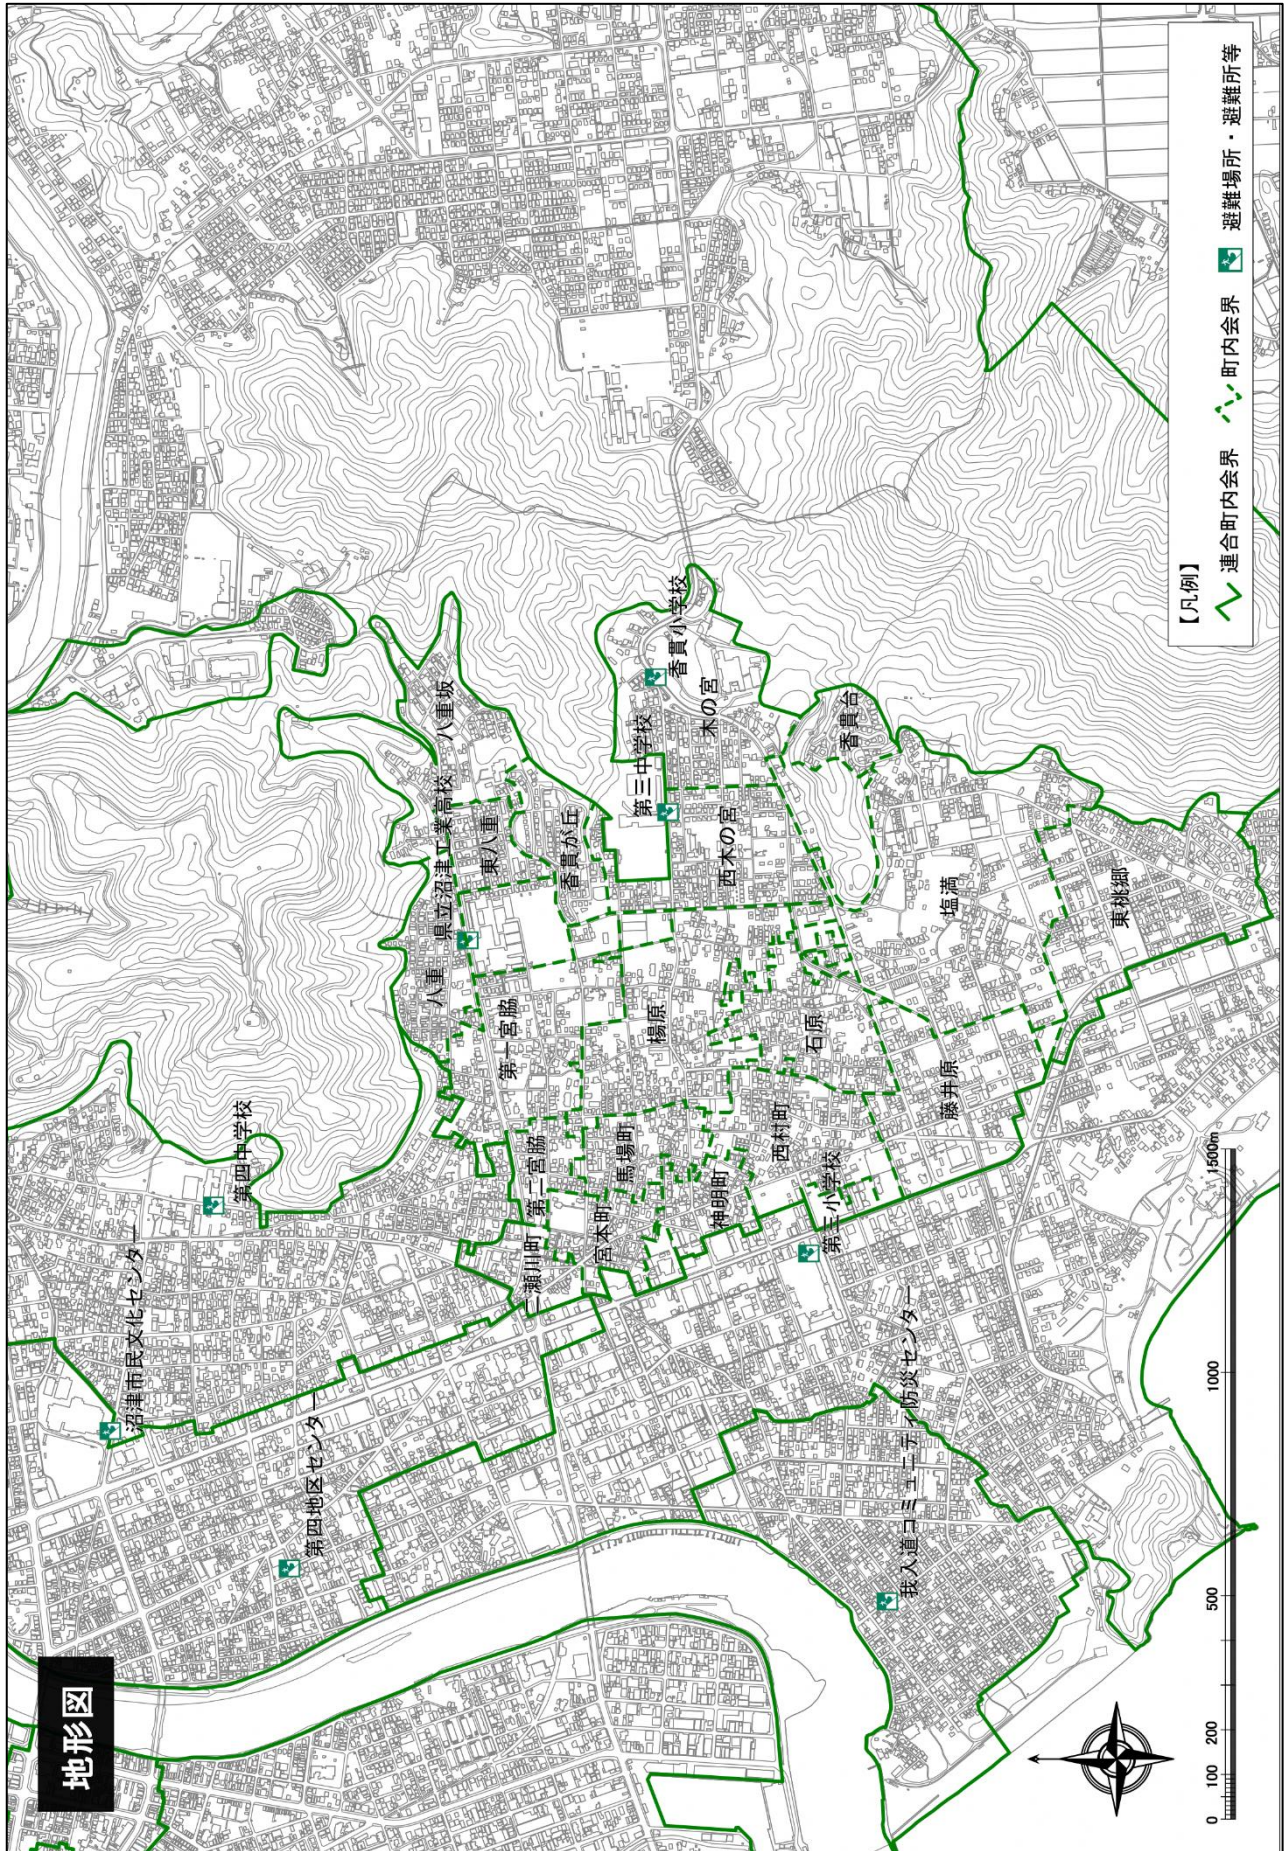 地形図
沼津市民文化センター
第四中学校
第四地区センター
県立沼津工業高校
八重坂
八重
東八重
香貫が丘
第一宮脇
第二宮脇
二瀬川町
宮本町
馬場町
楊原
第三中学校
香貫小学校
木の宮
西木の宮
神明町
西村町
石原
香貫台
第三小学校
塩満
藤井原
東桃郷
我入道コミュニティ防災センター
【凡例】
連合町内会界
町内会界
避難場所・避難所等
0 100 200 500 1000 1500m